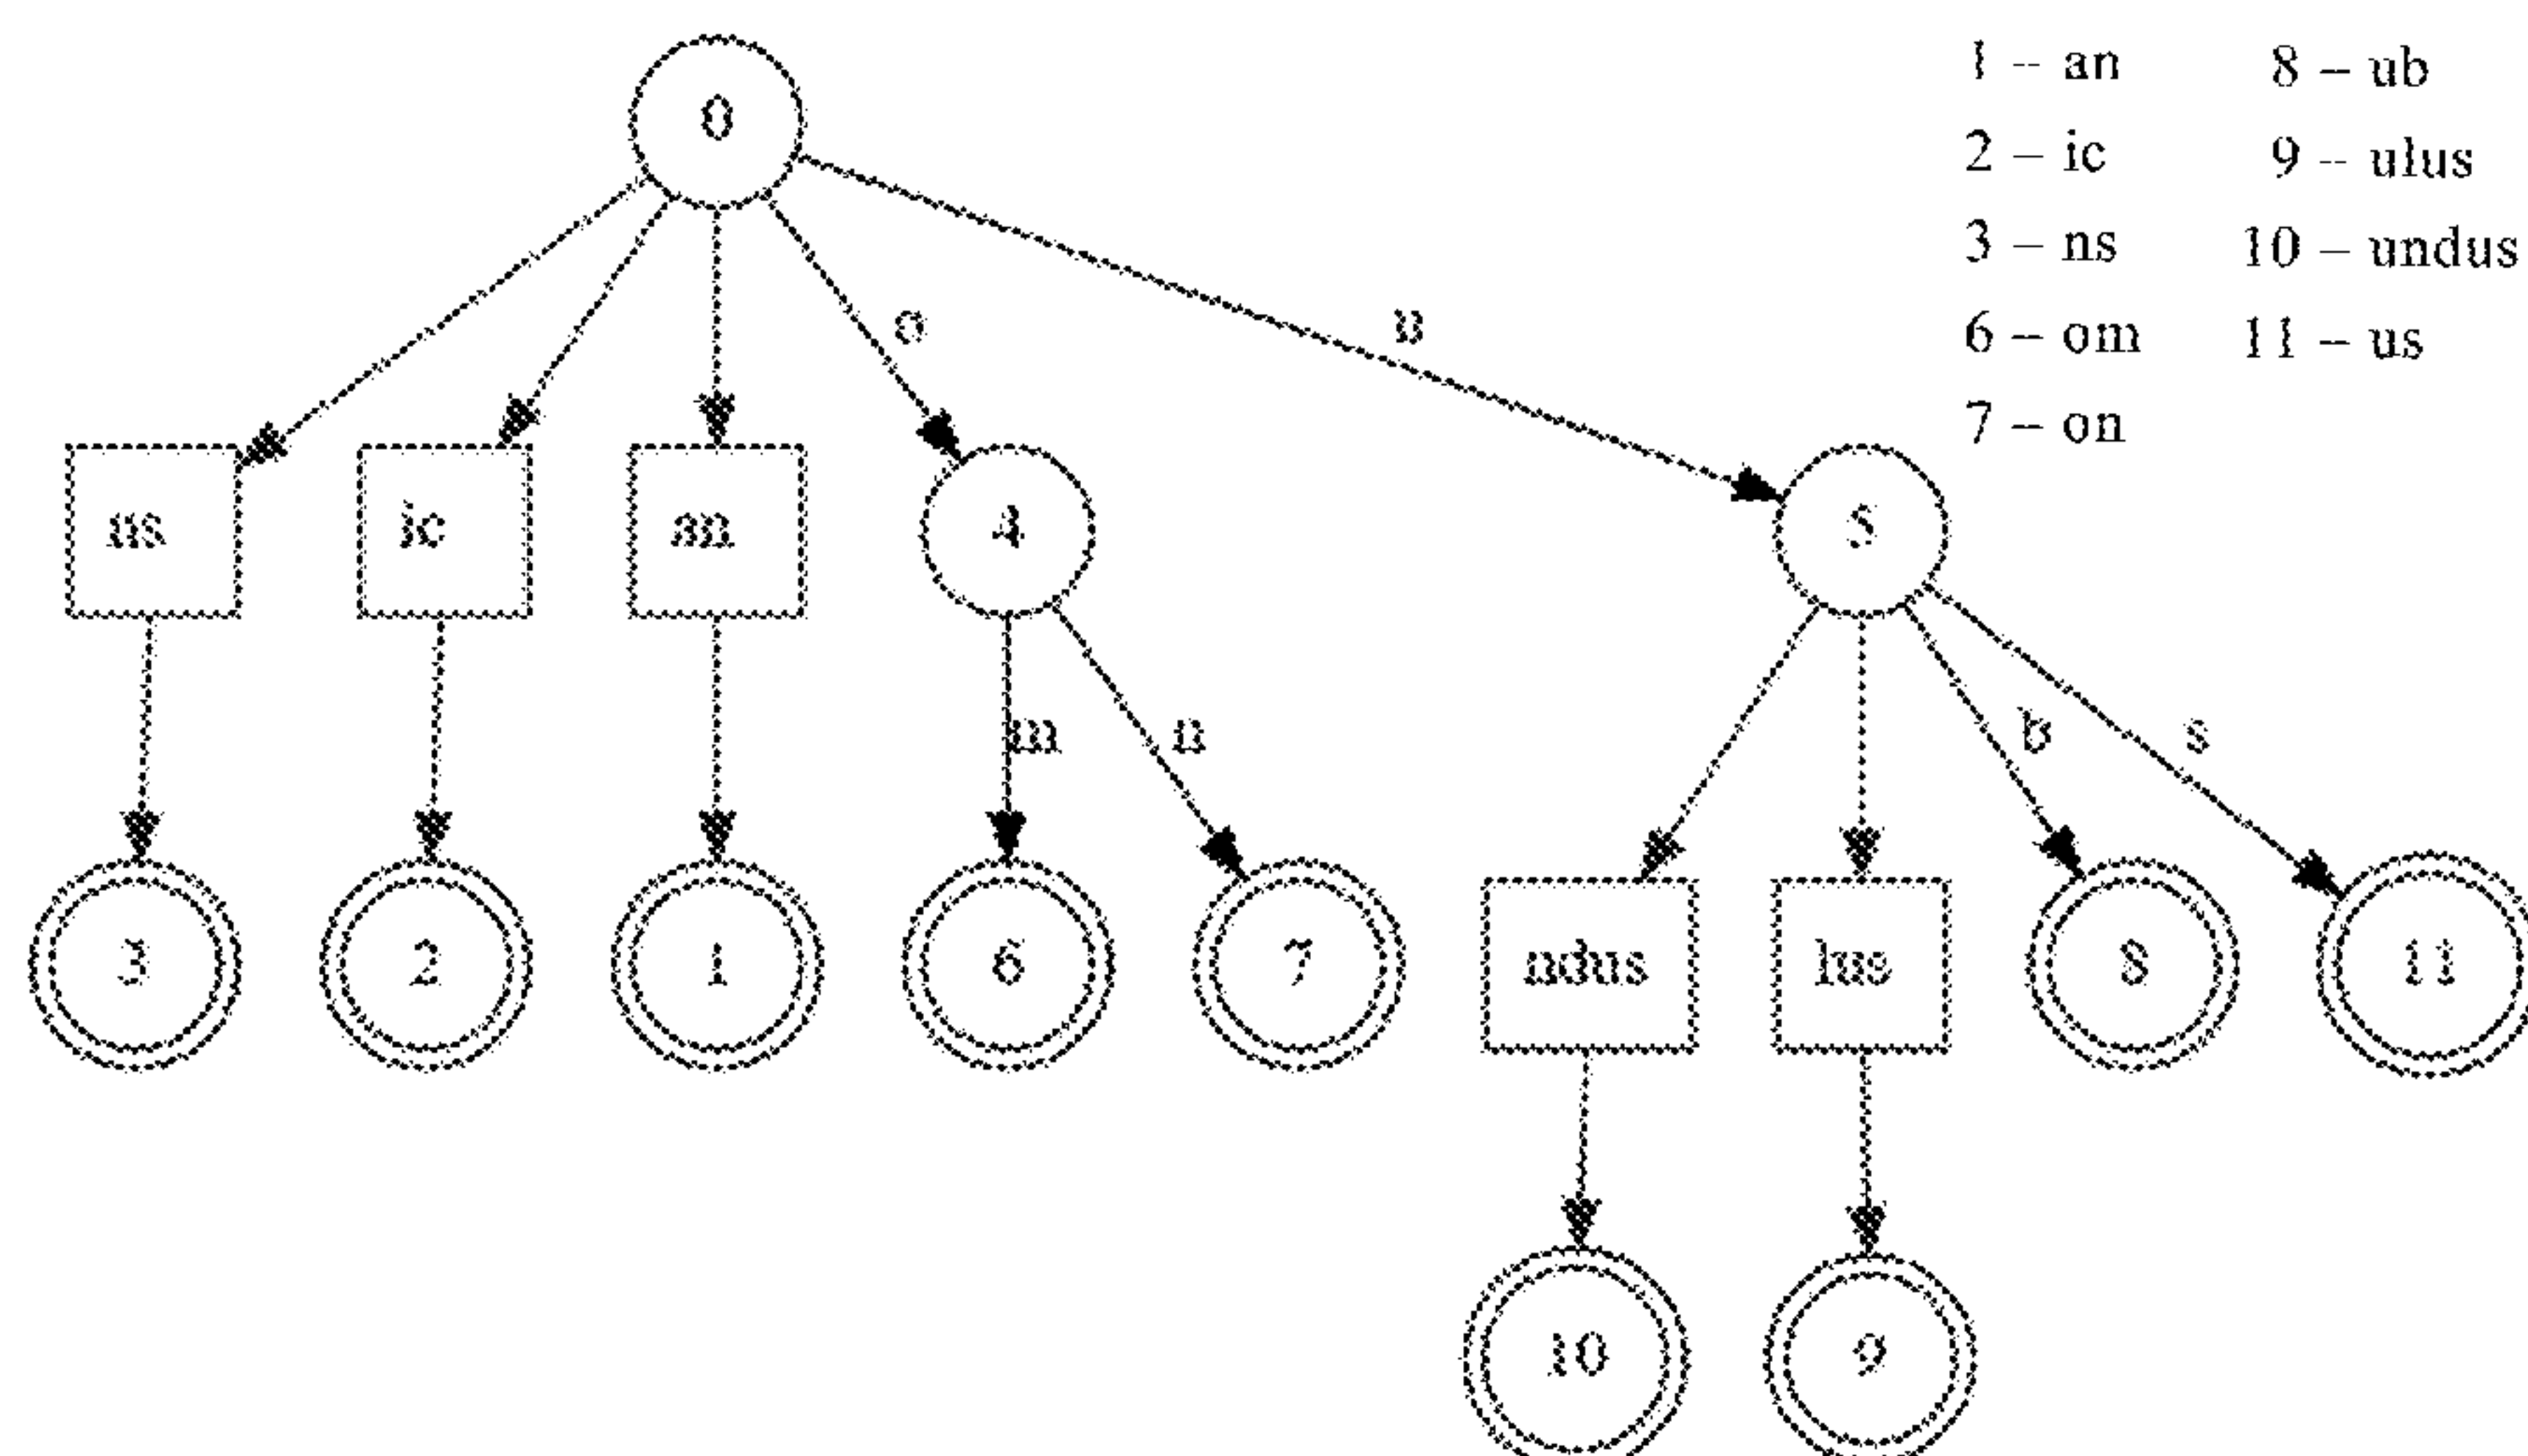 1 – an 8 – ub
0
2 – ic 9 – ulus
3 – ns 10 – undus
o u 6 – om 11 – us
7 – on
ns ic an 4 5
m n b s
3 2 1 6 7 ndus lus 8 11
10 9